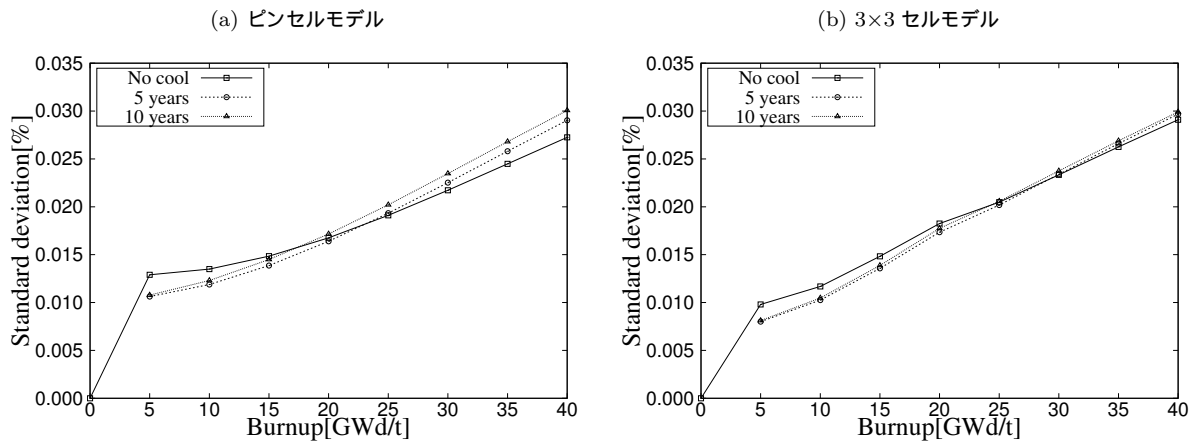 (a) ピンセルモデル
0.035
0.030
0.025
0.020
0.015
0.010
0.005
0.000
Standard deviation[%]
No cool
5 years
10 years
0 5 10 15 20 25 30 35 40
Burnup[GWd/t]
(b) 3×3 セルモデル
0.035
0.030
0.025
0.020
0.015
0.010
0.005
0.000
Standard deviation[%]
No cool
5 years
10 years
0 5 10 15 20 25 30 35 40
Burnup[GWd/t]